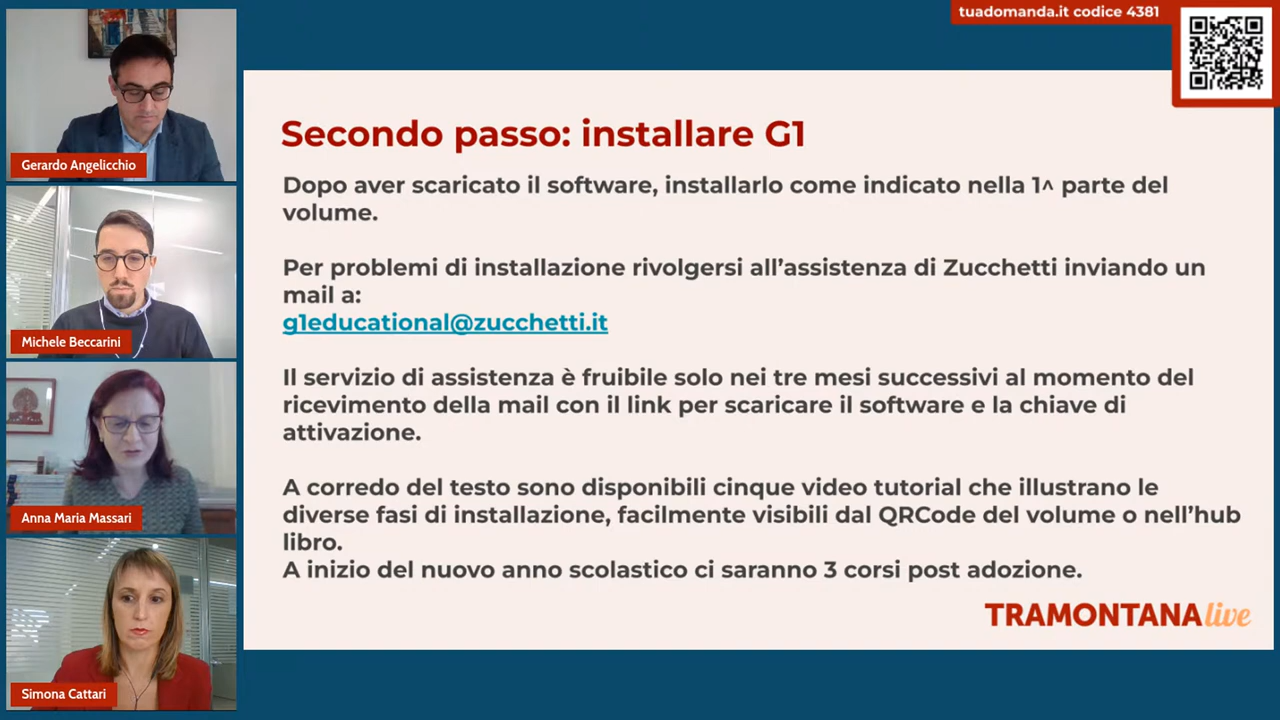 tuadomanda.it codice 4381
Gerardo Angelicchio
Michele Beccarini
Anna Maria Massari
Simona Cattari
Secondo passo: installare G1
Dopo aver scaricato il software, installarlo come indicato nella 1^ parte del
volume.
Per problemi di installazione rivolgersi all’assistenza di Zucchetti inviando un
mail a:
g1educational@zucchetti.it
Il servizio di assistenza è fruibile solo nei tre mesi successivi al momento del
ricevimento della mail con il link per scaricare il software e la chiave di
attivazione.
A corredo del testo sono disponibili cinque video tutorial che illustrano le
diverse fasi di installazione, facilmente visibili dal QRCode del volume o nell’hub
libro.
A inizio del nuovo anno scolastico ci saranno 3 corsi post adozione.
TRAMONTANA live